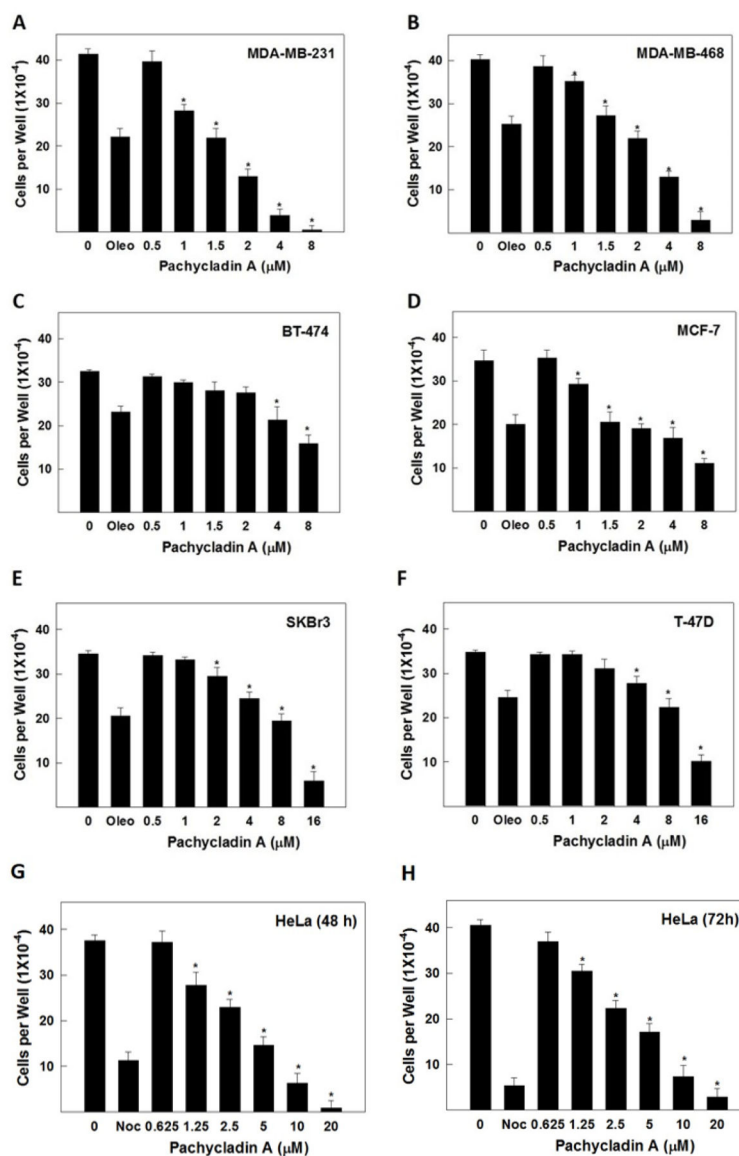 A
MDA-MB-231
Cells per Well (1X10-4)
40
30
20
10
0 Oleo 0.5 1 1.5 2 4 8
Pachycladin A (μM)
* * * * *
B
MDA-MB-468
Cells per Well (1X10-4)
40
30
20
10
0 Oleo 0.5 1 1.5 2 4 8
Pachycladin A (μM)
* * * * *
C
BT-474
Cells per Well (1X10-4)
40
30
20
10
0 Oleo 0.5 1 1.5 2 4 8
Pachycladin A (μM)
* *
D
MCF-7
Cells per Well (1X10-4)
40
30
20
10
0 Oleo 0.5 1 1.5 2 4 8
Pachycladin A (μM)
* * * * *
E
SKBr3
Cells per Well (1X10-4)
40
30
20
10
0 Oleo 0.5 1 2 4 8 16
Pachycladin A (μM)
* * * *
F
T-47D
Cells per Well (1X10-4)
40
30
20
10
0 Oleo 0.5 1 2 4 8 16
Pachycladin A (μM)
* * *
G
HeLa (48 h)
Cells per Well (1X10-4)
40
30
20
10
0 Noc 0.625 1.25 2.5 5 10 20
Pachycladin A (μM)
* * * * *
H
HeLa (72h)
Cells per Well (1X10-4)
40
30
20
10
0 Noc 0.625 1.25 2.5 5 10 20
Pachycladin A (μM)
* * * * *